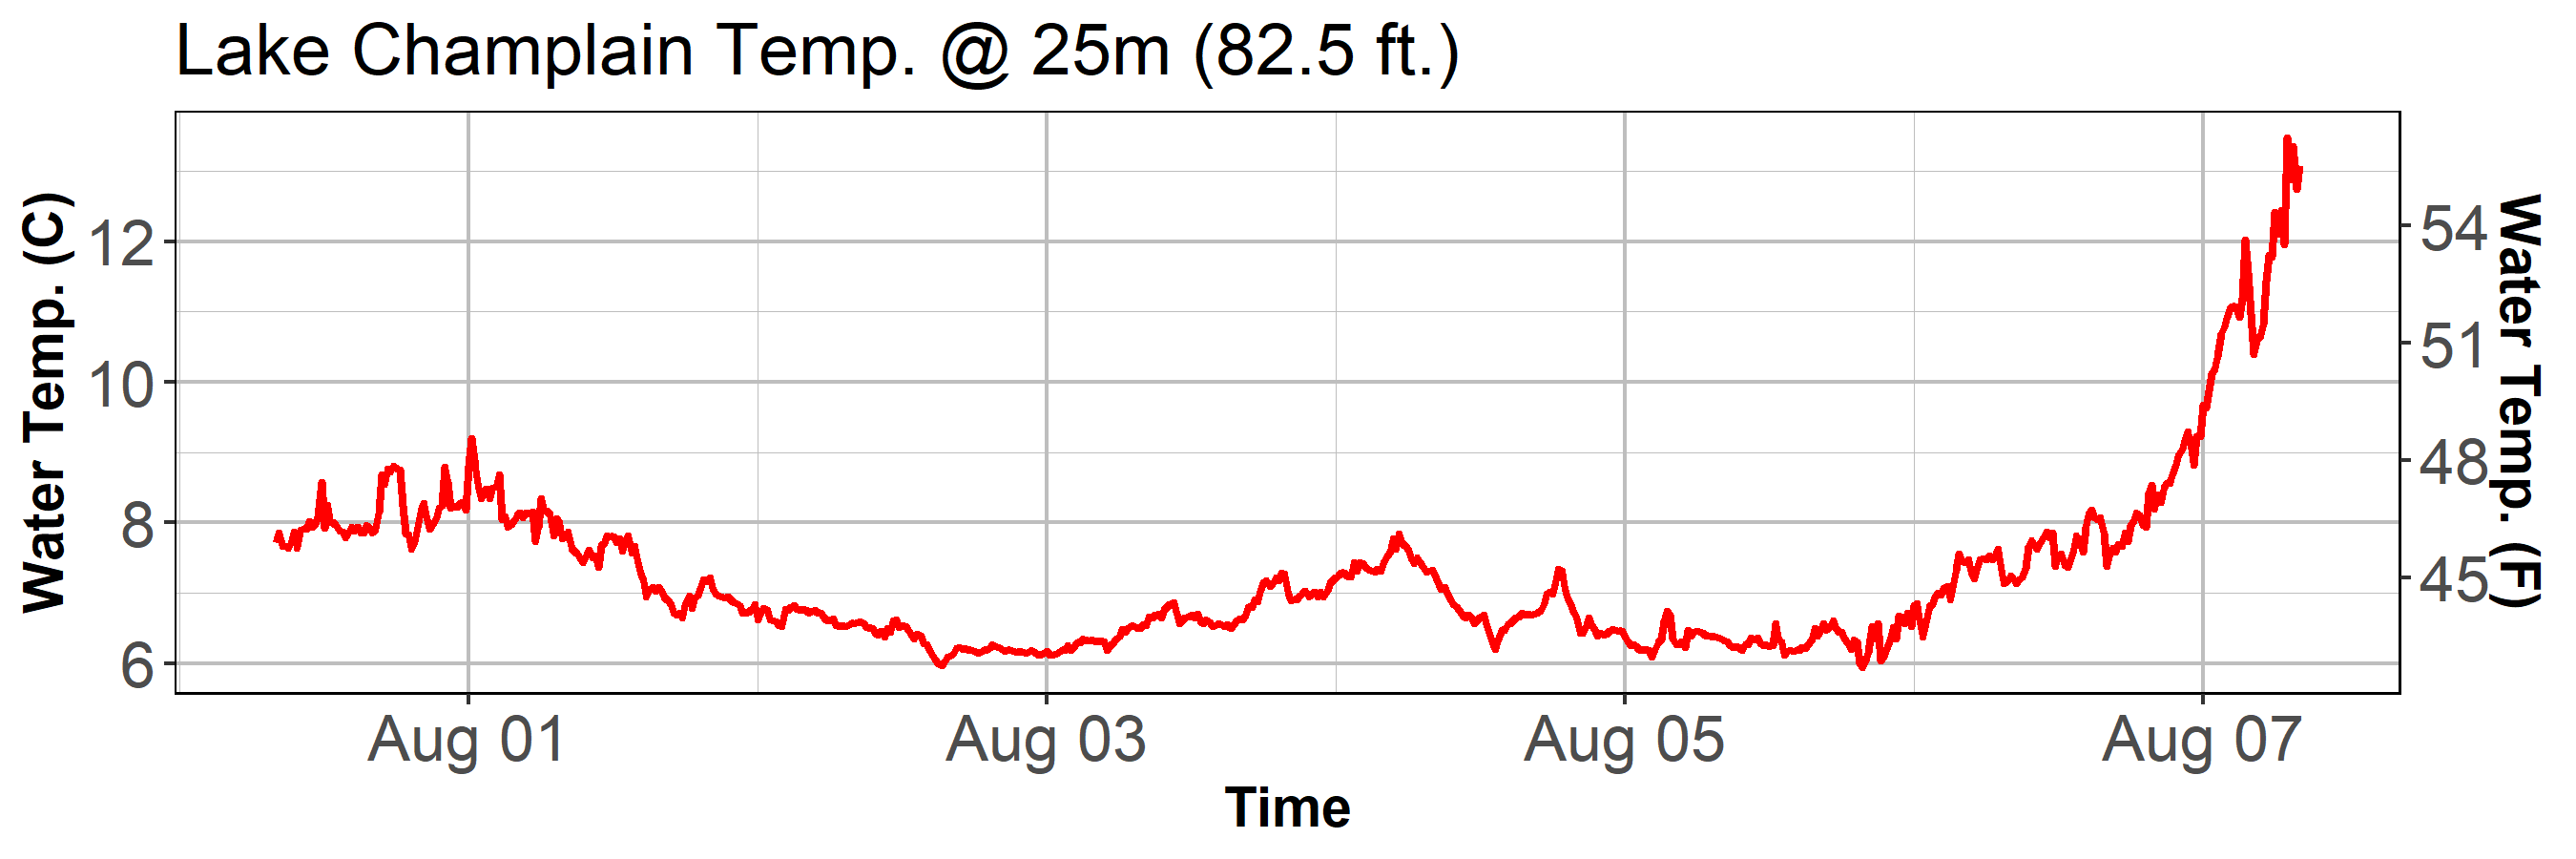 Lake Champlain Temp. @ 25m (82.5 ft.)
Water Temp. (C)
12
10
8
6
54
51
48
45
Water Temp. (F)
Aug 01 Aug 03 Aug 05 Aug 07
Time